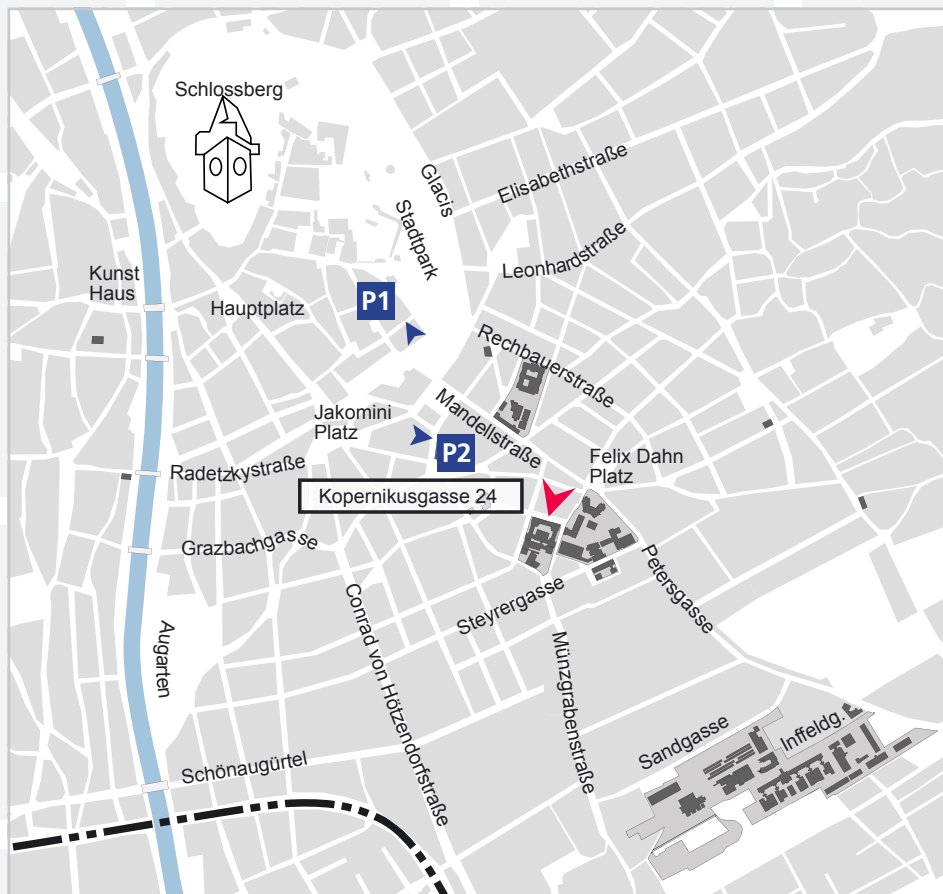 Schlossberg
Glacis
Elisabethstraße
Stadtpark
Leonhardstraße
Kunst
Haus
Hauptplatz
P1
Rechbauerstraße
Mandellstraße
Jakomini
Platz
P2
Felix Dahn
Platz
Radetzkystraße
Kopernikusgasse 24
Grazbachgasse
Steyrergasse
Petersgasse
Conrad von Hötzendorfstraße
Augarten
Münzgrabenstraße
Sandgasse
Inffeldg.
Schönaugürtel